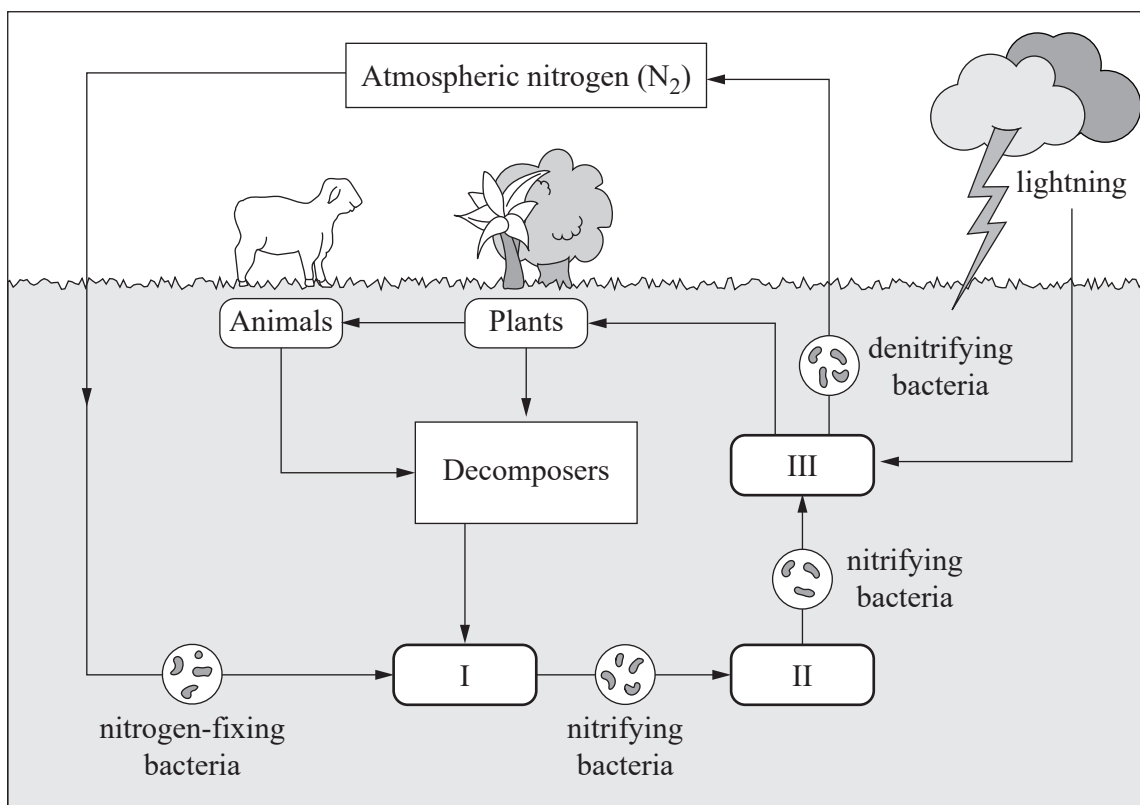 Atmospheric nitrogen (N₂)
lightning
Animals
Plants
denitrifying
bacteria
Decomposers
III
nitrifying
bacteria
I
II
nitrogen-fixing
bacteria
nitrifying
bacteria